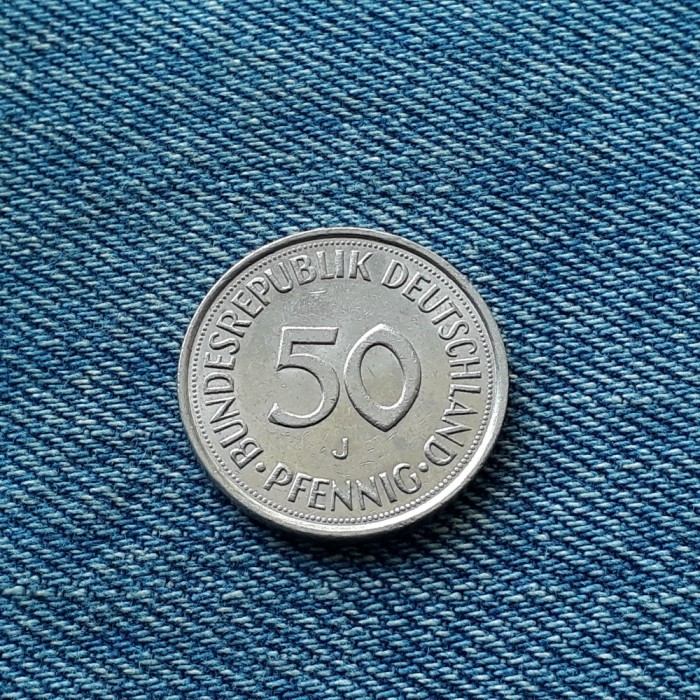 BUNDESREPUBLIK DEUTSCHLAND
50
J
· PFENNIG ·